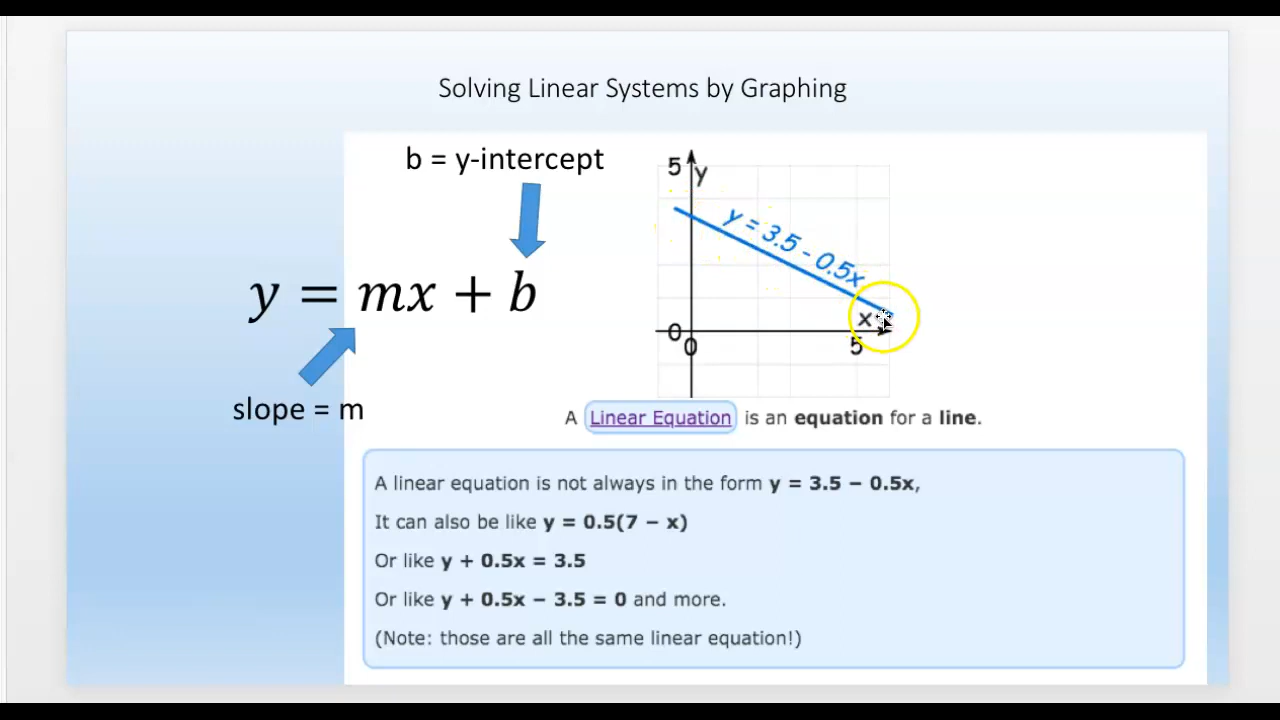 Solving Linear Systems by Graphing
b = y-intercept
y = mx + b
slope = m
5
y
y = 3.5 - 0.5x
x
0
0
5
A Linear Equation is an equation for a line.
A linear equation is not always in the form y = 3.5 − 0.5x,
It can also be like y = 0.5(7 − x)
Or like y + 0.5x = 3.5
Or like y + 0.5x − 3.5 = 0 and more.
(Note: those are all the same linear equation!)